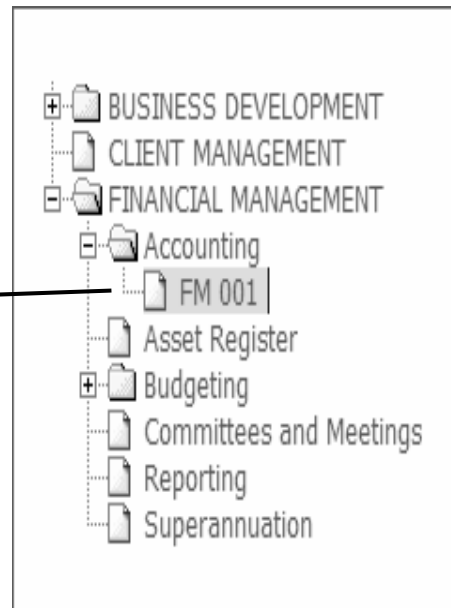 BUSINESS DEVELOPMENT
CLIENT MANAGEMENT
FINANCIAL MANAGEMENT
Accounting
FM 001
Asset Register
Budgeting
Committees and Meetings
Reporting
Superannuation